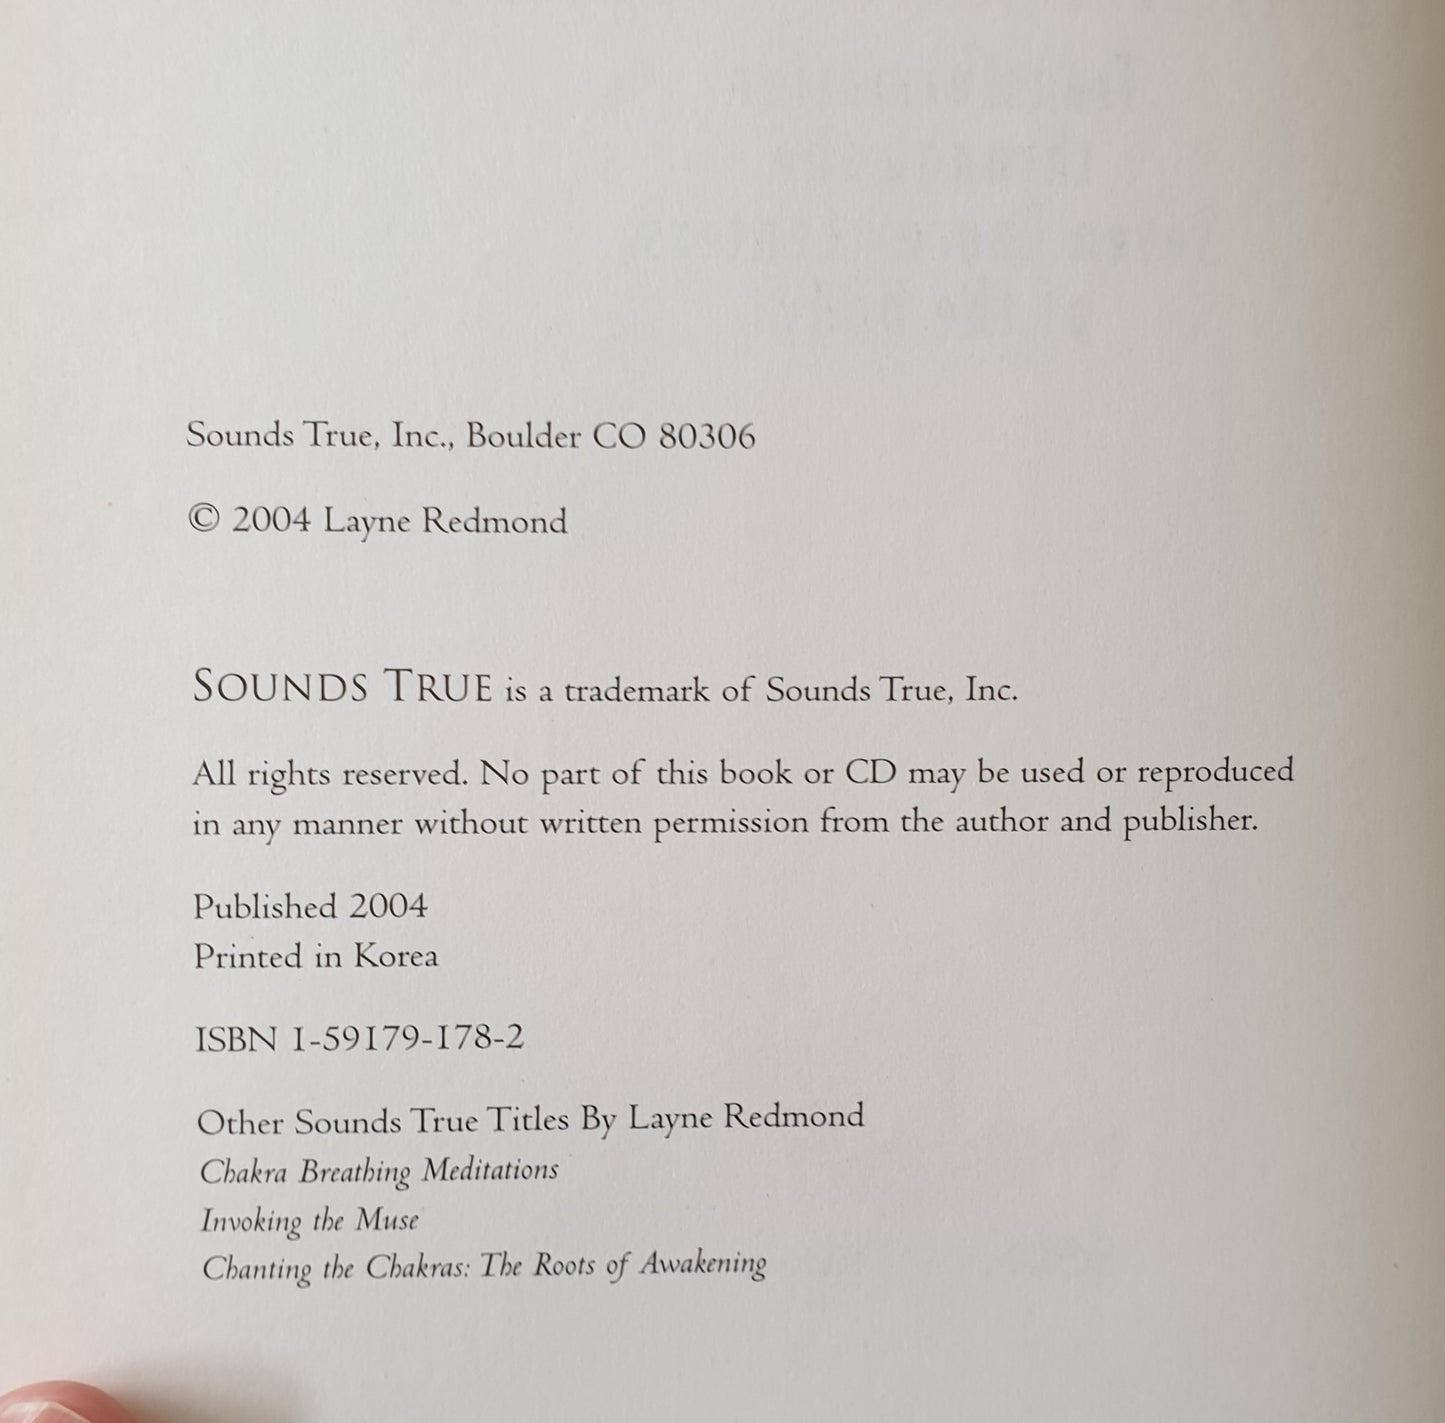 Sounds True, Inc., Boulder CO 80306
© 2004 Layne Redmond
SOUNDS TRUE is a trademark of Sounds True, Inc.
All rights reserved. No part of this book or CD may be used or reproduced
in any manner without written permission from the author and publisher.
Published 2004
Printed in Korea
ISBN 1-59179-178-2
Other Sounds True Titles By Layne Redmond
Chakra Breathing Meditations
Invoking the Muse
Chanting the Chakras: The Roots of Awakening